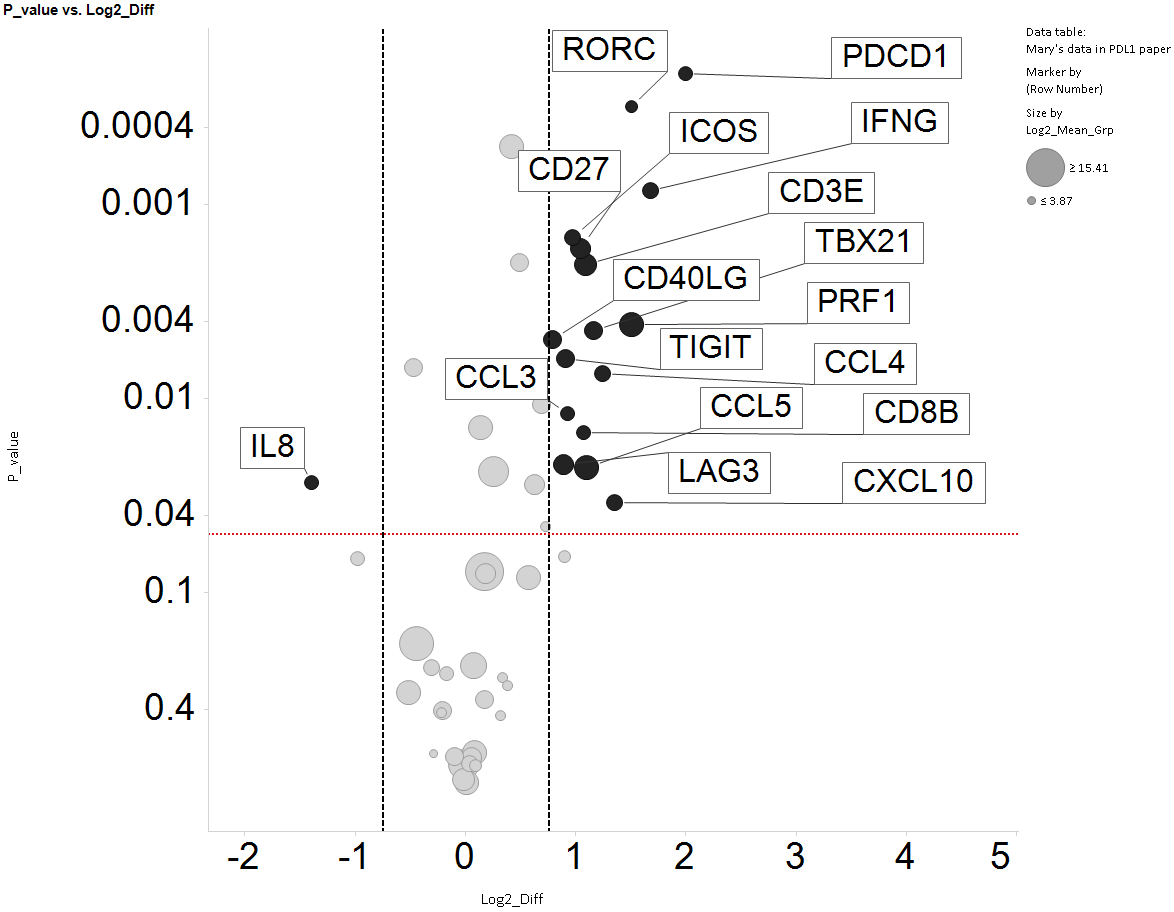 P_value vs. Log2_Diff
Data table:
Mary's data in PDL1 paper
Marker by
(Row Number)
Size by
Log2_Mean_Grp
≥ 15.41
≤ 3.87
RORC
PDCD1
0.0004
ICOS
IFNG
CD27
CD3E
0.001
TBX21
CD40LG
PRF1
0.004
TIGIT
CCL4
CCL3
0.01
CCL5
CD8B
IL8
LAG3
CXCL10
0.04
P_value
0.1
0.4
-2 -1 0 1 2 3 4 5
Log2_Diff